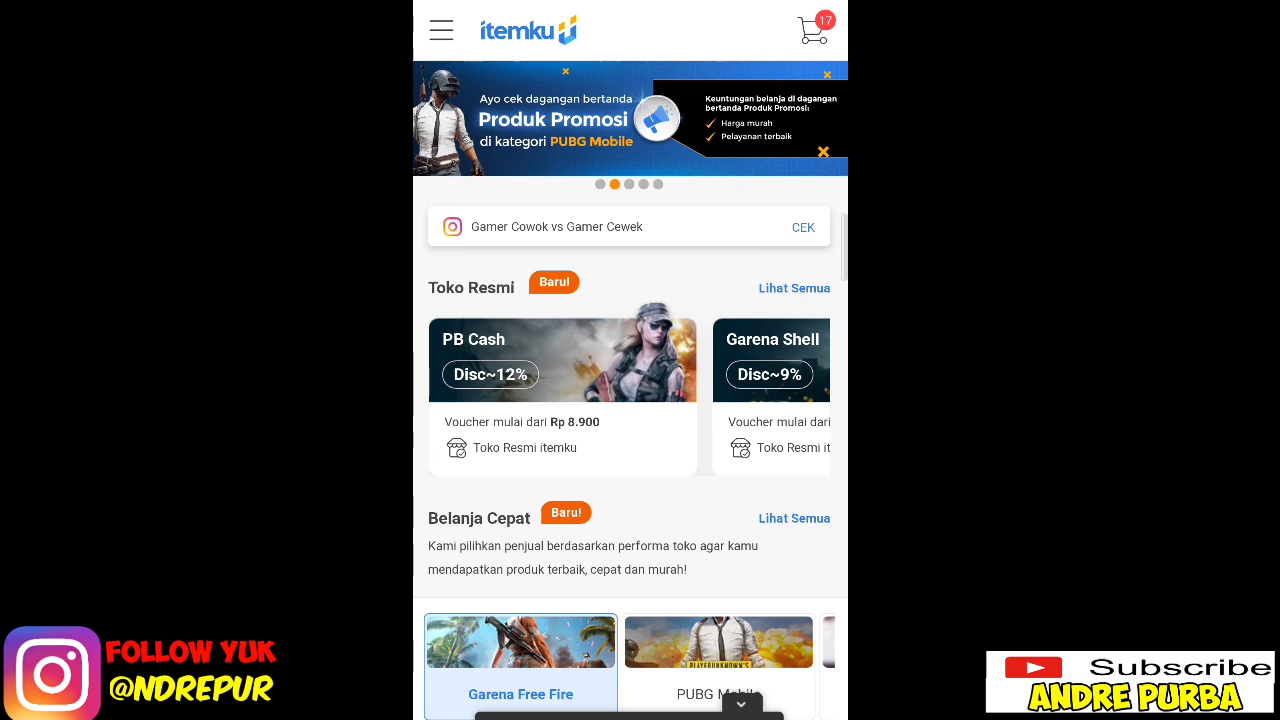 itemku
17
Ayo cek dagangan bertanda
Produk Promosi
di kategori PUBG Mobile
Keuntungan belanja di dagangan
bertanda Produk Promosi:
Harga murah
Pelayanan terbaik
Gamer Cowok vs Gamer Cewek
CEK
Toko Resmi
Baru!
Lihat Semua
PB Cash
Disc~12%
Voucher mulai dari Rp 8.900
Toko Resmi itemku
Garena Shell
Disc~9%
Voucher mulai dari
Toko Resmi it
Belanja Cepat
Baru!
Lihat Semua
Kami pilihkan penjual berdasarkan performa toko agar kamu
mendapatkan produk terbaik, cepat dan murah!
Garena Free Fire
PLAYERUNKNOWN'S
PUBG Mobile
FOLLOW YUK
@NDREPUR
Subscribe
ANDRE PURBA